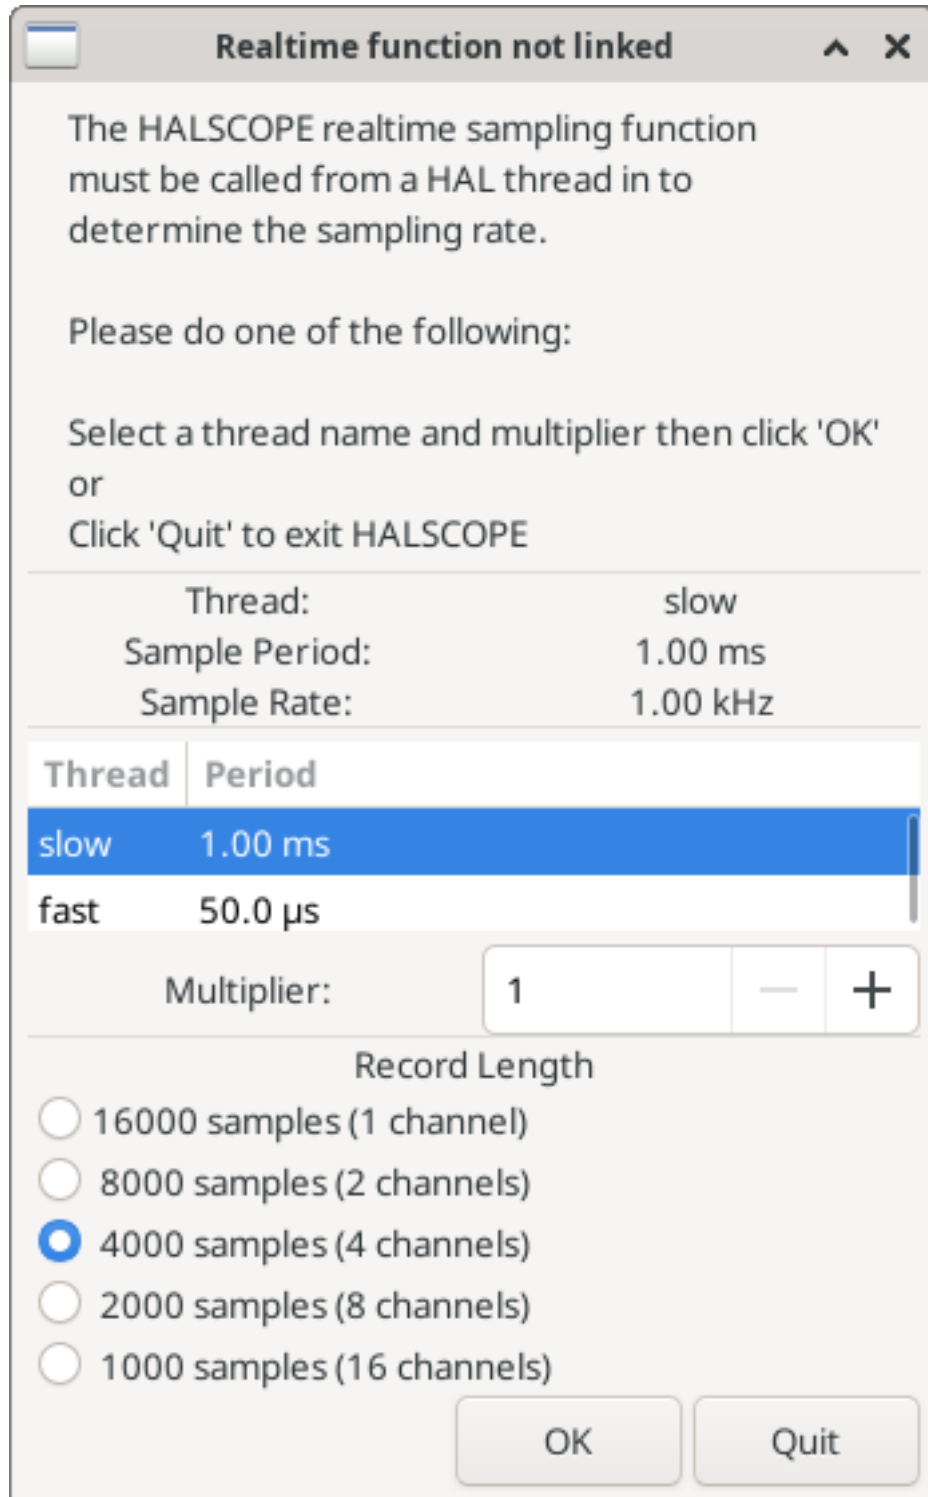 Realtime function not linked
The HALSCOPE realtime sampling function
must be called from a HAL thread in to
determine the sampling rate.
Please do one of the following:
Select a thread name and multiplier then click 'OK'
or
Click 'Quit' to exit HALSCOPE
Thread: slow
Sample Period: 1.00 ms
Sample Rate: 1.00 kHz
Thread Period
slow 1.00 ms
fast 50.0 µs
Multiplier: 1
Record Length
16000 samples (1 channel)
8000 samples (2 channels)
4000 samples (4 channels)
2000 samples (8 channels)
1000 samples (16 channels)
OK Quit